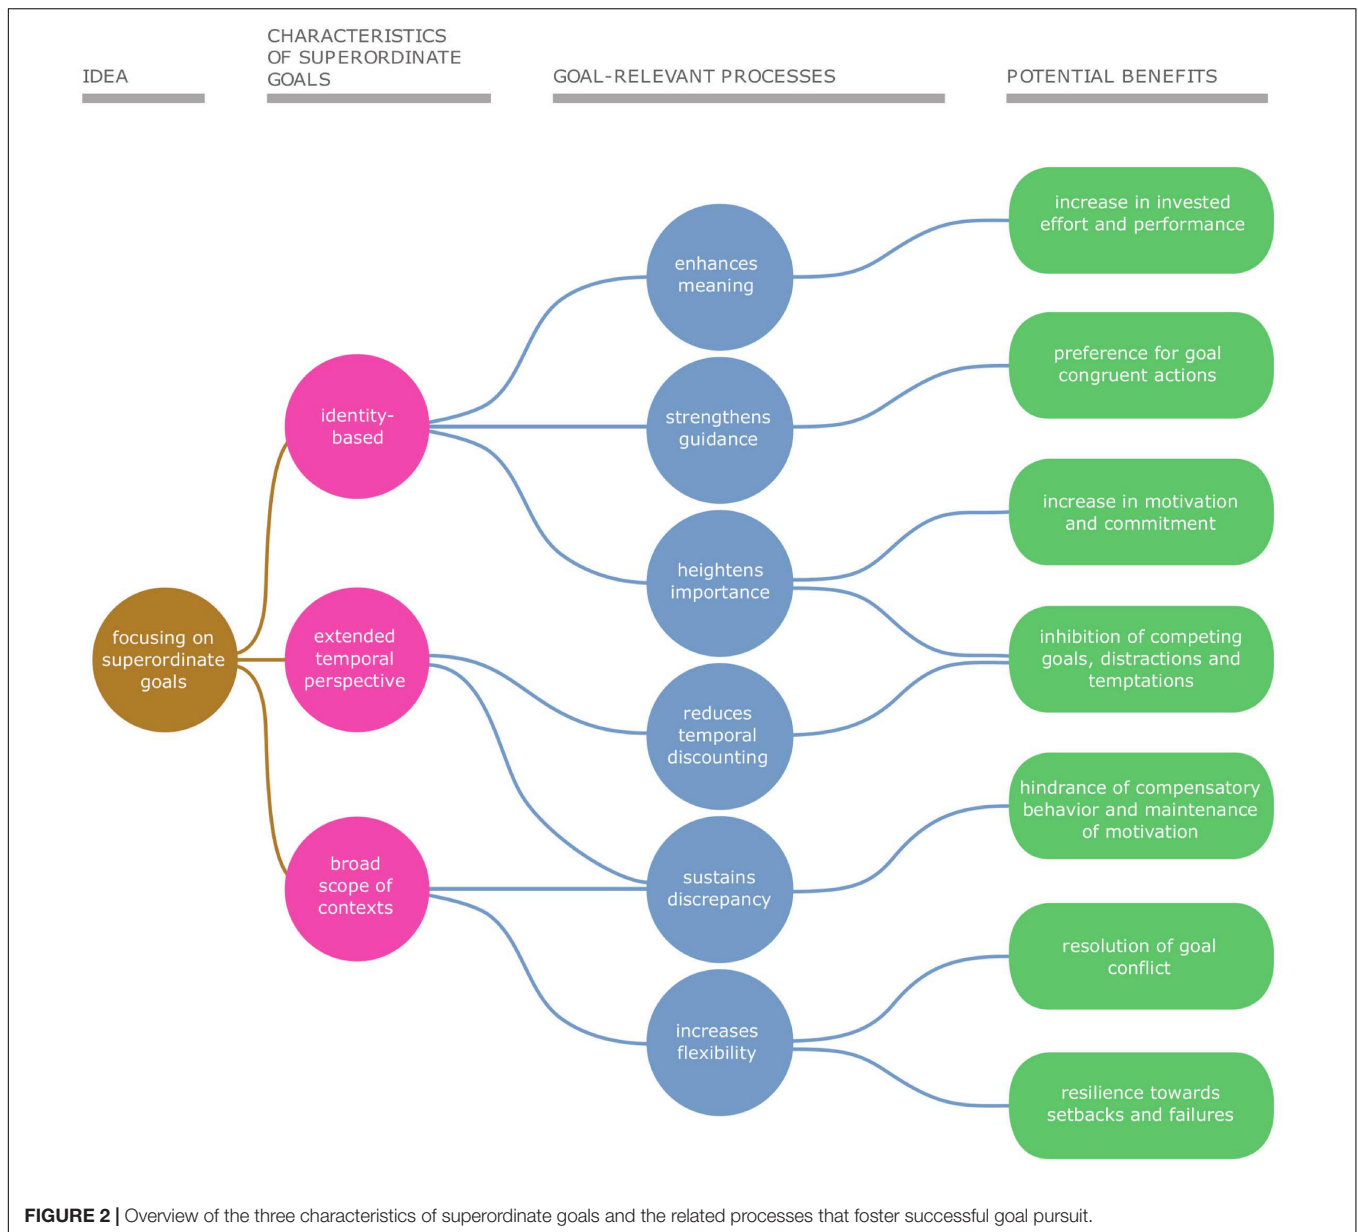 IDEA
CHARACTERISTICS
OF SUPERORDINATE
GOALS
GOAL-RELEVANT PROCESSES
POTENTIAL BENEFITS
focusing on
superordinate
goals
identity-
based
extended
temporal
perspective
broad
scope of
contexts
enhances
meaning
strengthens
guidance
heightens
importance
reduces
temporal
discounting
sustains
discrepancy
increases
flexibility
increase in invested
effort and performance
preference for goal
congruent actions
increase in motivation
and commitment
inhibition of competing
goals, distractions and
temptations
hindrance of compensatory
behavior and maintenance
of motivation
resolution of goal
conflict
resilience towards
setbacks and failures
FIGURE 2 | Overview of the three characteristics of superordinate goals and the related processes that foster successful goal pursuit.